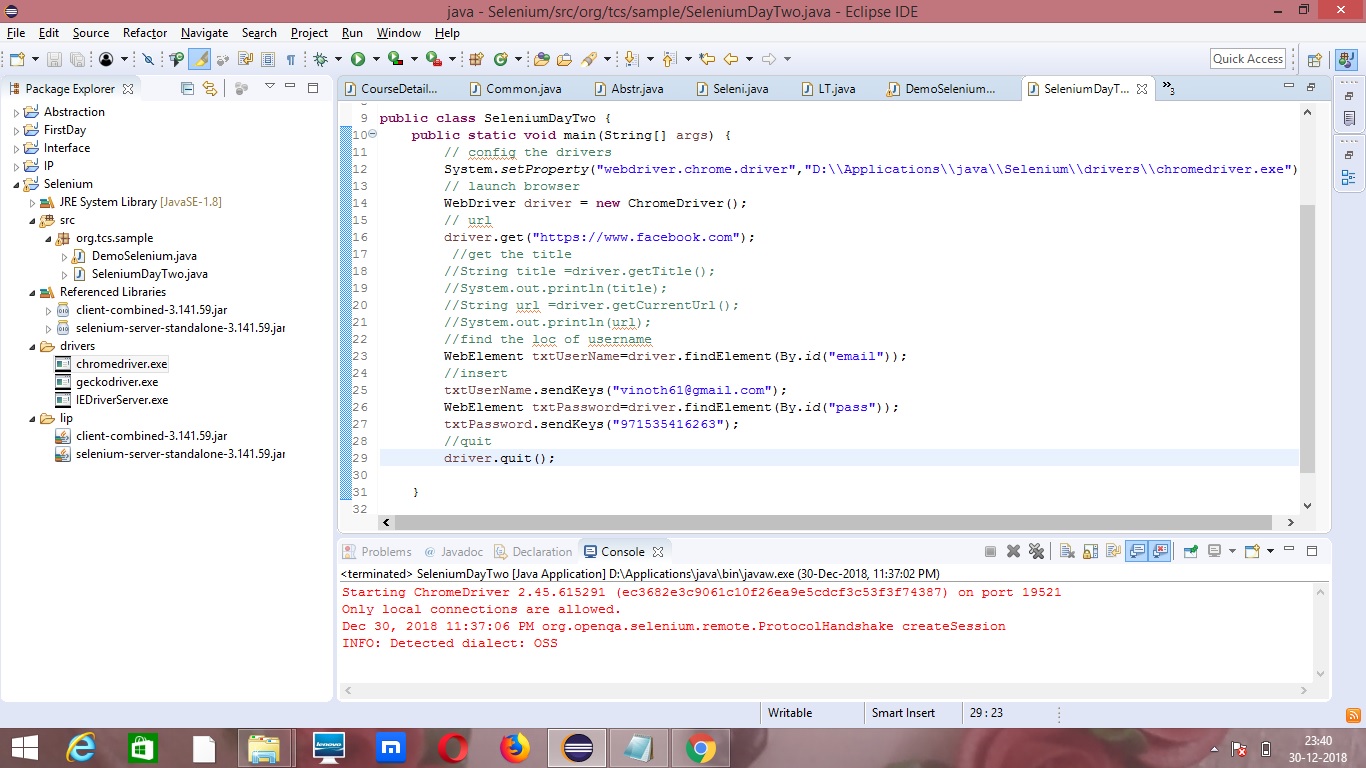 java - Selenium/src/org/tcs/sample/SeleniumDayTwo.java - Eclipse IDE
File Edit Source Refactor Navigate Search Project Run Window Help
Quick Access
Package Explorer
Abstraction
FirstDay
Interface
IP
Selenium
JRE System Library [JavaSE-1.8]
src
org.tcs.sample
DemoSelenium.java
SeleniumDayTwo.java
Referenced Libraries
client-combined-3.141.59.jar
selenium-server-standalone-3.141.59.jar
drivers
chromedriver.exe
geckodriver.exe
IEDriverServer.exe
lip
client-combined-3.141.59.jar
selenium-server-standalone-3.141.59.jar
CourseDetail... Common.java Abstr.java Seleni.java LT.java DemoSelenium... SeleniumDayT... »3
9 public class SeleniumDayTwo {
10 public static void main(String[] args) {
11 // config the drivers
12 System.setProperty("webdriver.chrome.driver","D:\\Applications\\java\\Selenium\\drivers\\chromedriver.exe")
13 // launch browser
14 WebDriver driver = new ChromeDriver();
15 // url
16 driver.get("https://www.facebook.com");
17 //get the title
18 //String title =driver.getTitle();
19 //System.out.println(title);
20 //String url =driver.getCurrentUrl();
21 //System.out.println(url);
22 //find the loc of username
23 WebElement txtUserName=driver.findElement(By.id("email"));
24 //insert
25 txtUserName.sendKeys("vinoth61@gmail.com");
26 WebElement txtPassword=driver.findElement(By.id("pass"));
27 txtPassword.sendKeys("971535416263");
28 //quit
29 driver.quit();
30
31 }
32
Problems @ Javadoc Declaration Console
<terminated> SeleniumDayTwo [Java Application] D:\Applications\java\bin\javaw.exe (30-Dec-2018, 11:37:02 PM)
Starting ChromeDriver 2.45.615291 (ec3682e3c9061c10f26ea9e5cdcf3c53f3f74387) on port 19521
Only local connections are allowed.
Dec 30, 2018 11:37:06 PM org.openqa.selenium.remote.ProtocolHandshake createSession
INFO: Detected dialect: OSS
Writable Smart Insert 29 : 23
lenovo
23:40
30-12-2018